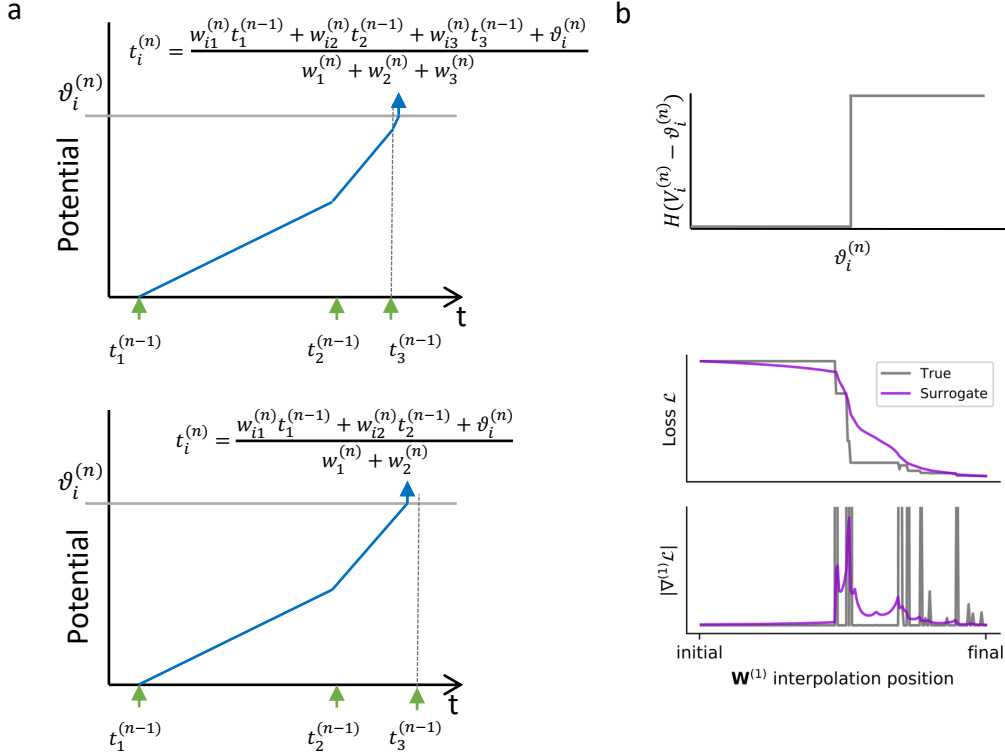 a
t_i^{(n)} = \frac{w_{i1}^{(n)} t_1^{(n-1)} + w_{i2}^{(n)} t_2^{(n-1)} + w_{i3}^{(n)} t_3^{(n-1)} + ϑ_i^{(n)}}{w_1^{(n)} + w_2^{(n)} + w_3^{(n)}}
ϑ_i^{(n)}
Potential
t
t_1^{(n-1)}
t_2^{(n-1)}
t_3^{(n-1)}
t_i^{(n)} = \frac{w_{i1}^{(n)} t_1^{(n-1)} + w_{i2}^{(n)} t_2^{(n-1)} + ϑ_i^{(n)}}{w_1^{(n)} + w_2^{(n)}}
ϑ_i^{(n)}
Potential
t
t_1^{(n-1)}
t_2^{(n-1)}
t_3^{(n-1)}
b
H(V_i^{(n)} − ϑ_i^{(n)})
ϑ_i^{(n)}
Loss ℒ
True
Surrogate
|∇^{(1)}ℒ|
initial
final
W^{(1)} interpolation position